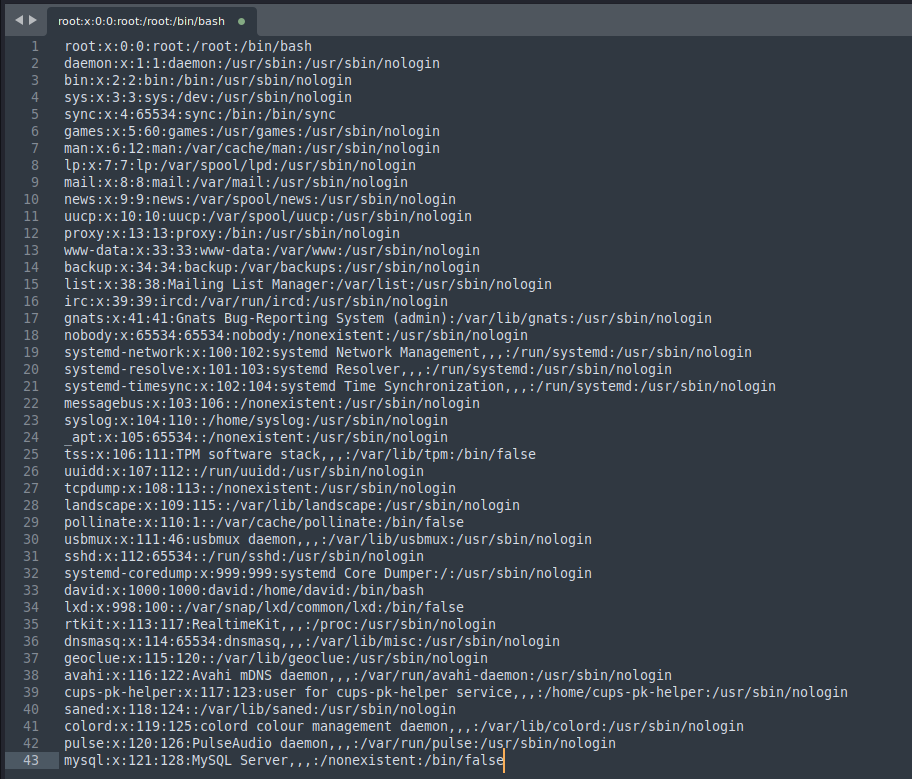 root:x:0:0:root:/root:/bin/bash
1 root:x:0:0:root:/root:/bin/bash
2 daemon:x:1:1:daemon:/usr/sbin:/usr/sbin/nologin
3 bin:x:2:2:bin:/bin:/usr/sbin/nologin
4 sys:x:3:3:sys:/dev:/usr/sbin/nologin
5 sync:x:4:65534:sync:/bin:/bin/sync
6 games:x:5:60:games:/usr/games:/usr/sbin/nologin
7 man:x:6:12:man:/var/cache/man:/usr/sbin/nologin
8 lp:x:7:7:lp:/var/spool/lpd:/usr/sbin/nologin
9 mail:x:8:8:mail:/var/mail:/usr/sbin/nologin
10 news:x:9:9:news:/var/spool/news:/usr/sbin/nologin
11 uucp:x:10:10:uucp:/var/spool/uucp:/usr/sbin/nologin
12 proxy:x:13:13:proxy:/bin:/usr/sbin/nologin
13 www-data:x:33:33:www-data:/var/www:/usr/sbin/nologin
14 backup:x:34:34:backup:/var/backups:/usr/sbin/nologin
15 list:x:38:38:Mailing List Manager:/var/list:/usr/sbin/nologin
16 irc:x:39:39:ircd:/var/run/ircd:/usr/sbin/nologin
17 gnats:x:41:41:Gnats Bug-Reporting System (admin):/var/lib/gnats:/usr/sbin/nologin
18 nobody:x:65534:65534:nobody:/nonexistent:/usr/sbin/nologin
19 systemd-network:x:100:102:systemd Network Management,,,:/run/systemd:/usr/sbin/nologin
20 systemd-resolve:x:101:103:systemd Resolver,,,:/run/systemd:/usr/sbin/nologin
21 systemd-timesync:x:102:104:systemd Time Synchronization,,,:/run/systemd:/usr/sbin/nologin
22 messagebus:x:103:106::/nonexistent:/usr/sbin/nologin
23 syslog:x:104:110::/home/syslog:/usr/sbin/nologin
24 _apt:x:105:65534::/nonexistent:/usr/sbin/nologin
25 tss:x:106:111:TPM software stack,,,:/var/lib/tpm:/bin/false
26 uuidd:x:107:112::/run/uuidd:/usr/sbin/nologin
27 tcpdump:x:108:113::/nonexistent:/usr/sbin/nologin
28 landscape:x:109:115::/var/lib/landscape:/usr/sbin/nologin
29 pollinate:x:110:1::/var/cache/pollinate:/bin/false
30 usbmux:x:111:46:usbmux daemon,,,:/var/lib/usbmux:/usr/sbin/nologin
31 sshd:x:112:65534::/run/sshd:/usr/sbin/nologin
32 systemd-coredump:x:999:999:systemd Core Dumper:/:/usr/sbin/nologin
33 david:x:1000:1000:david:/home/david:/bin/bash
34 lxd:x:998:100::/var/snap/lxd/common/lxd:/bin/false
35 rtkit:x:113:117:RealtimeKit,,,:/proc:/usr/sbin/nologin
36 dnsmasq:x:114:65534:dnsmasq,,,:/var/lib/misc:/usr/sbin/nologin
37 geoclue:x:115:120::/var/lib/geoclue:/usr/sbin/nologin
38 avahi:x:116:122:Avahi mDNS daemon,,,:/var/run/avahi-daemon:/usr/sbin/nologin
39 cups-pk-helper:x:117:123:user for cups-pk-helper service,,,:/home/cups-pk-helper:/usr/sbin/nologin
40 saned:x:118:124::/var/lib/saned:/usr/sbin/nologin
41 colord:x:119:125:colord colour management daemon,,,:/var/lib/colord:/usr/sbin/nologin
42 pulse:x:120:126:PulseAudio daemon,,,:/var/run/pulse:/usr/sbin/nologin
43 mysql:x:121:128:MySQL Server,,,:/nonexistent:/bin/false